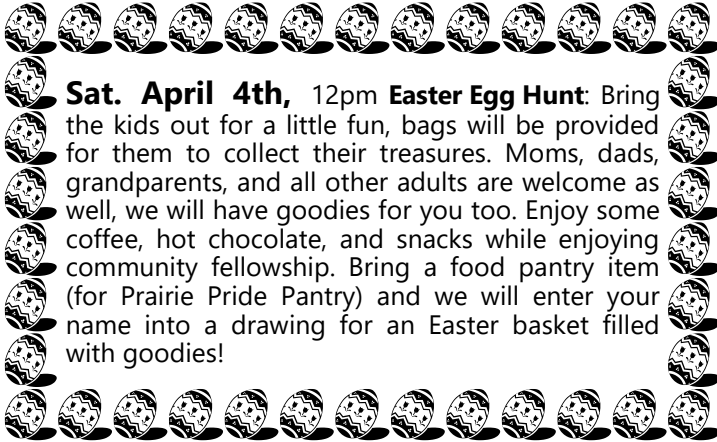 Sat. April 4th, 12pm Easter Egg Hunt: Bring
the kids out for a little fun, bags will be provided
for them to collect their treasures. Moms, dads,
grandparents, and all other adults are welcome as
well, we will have goodies for you too. Enjoy some
coffee, hot chocolate, and snacks while enjoying
community fellowship. Bring a food pantry item
(for Prairie Pride Pantry) and we will enter your
name into a drawing for an Easter basket filled
with goodies!